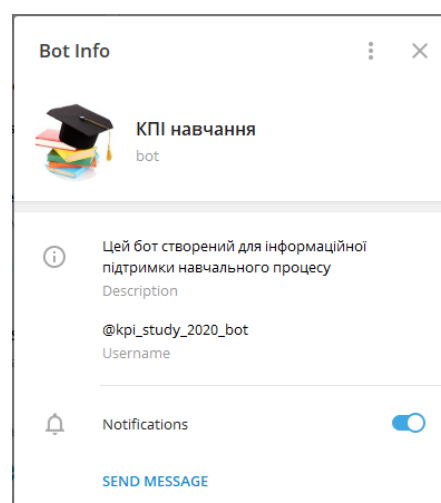 Bot Info
КПІ навчання
bot
Цей бот створений для інформаційної
підтримки навчального процесу
Description
@kpi_study_2020_bot
Username
Notifications
SEND MESSAGE